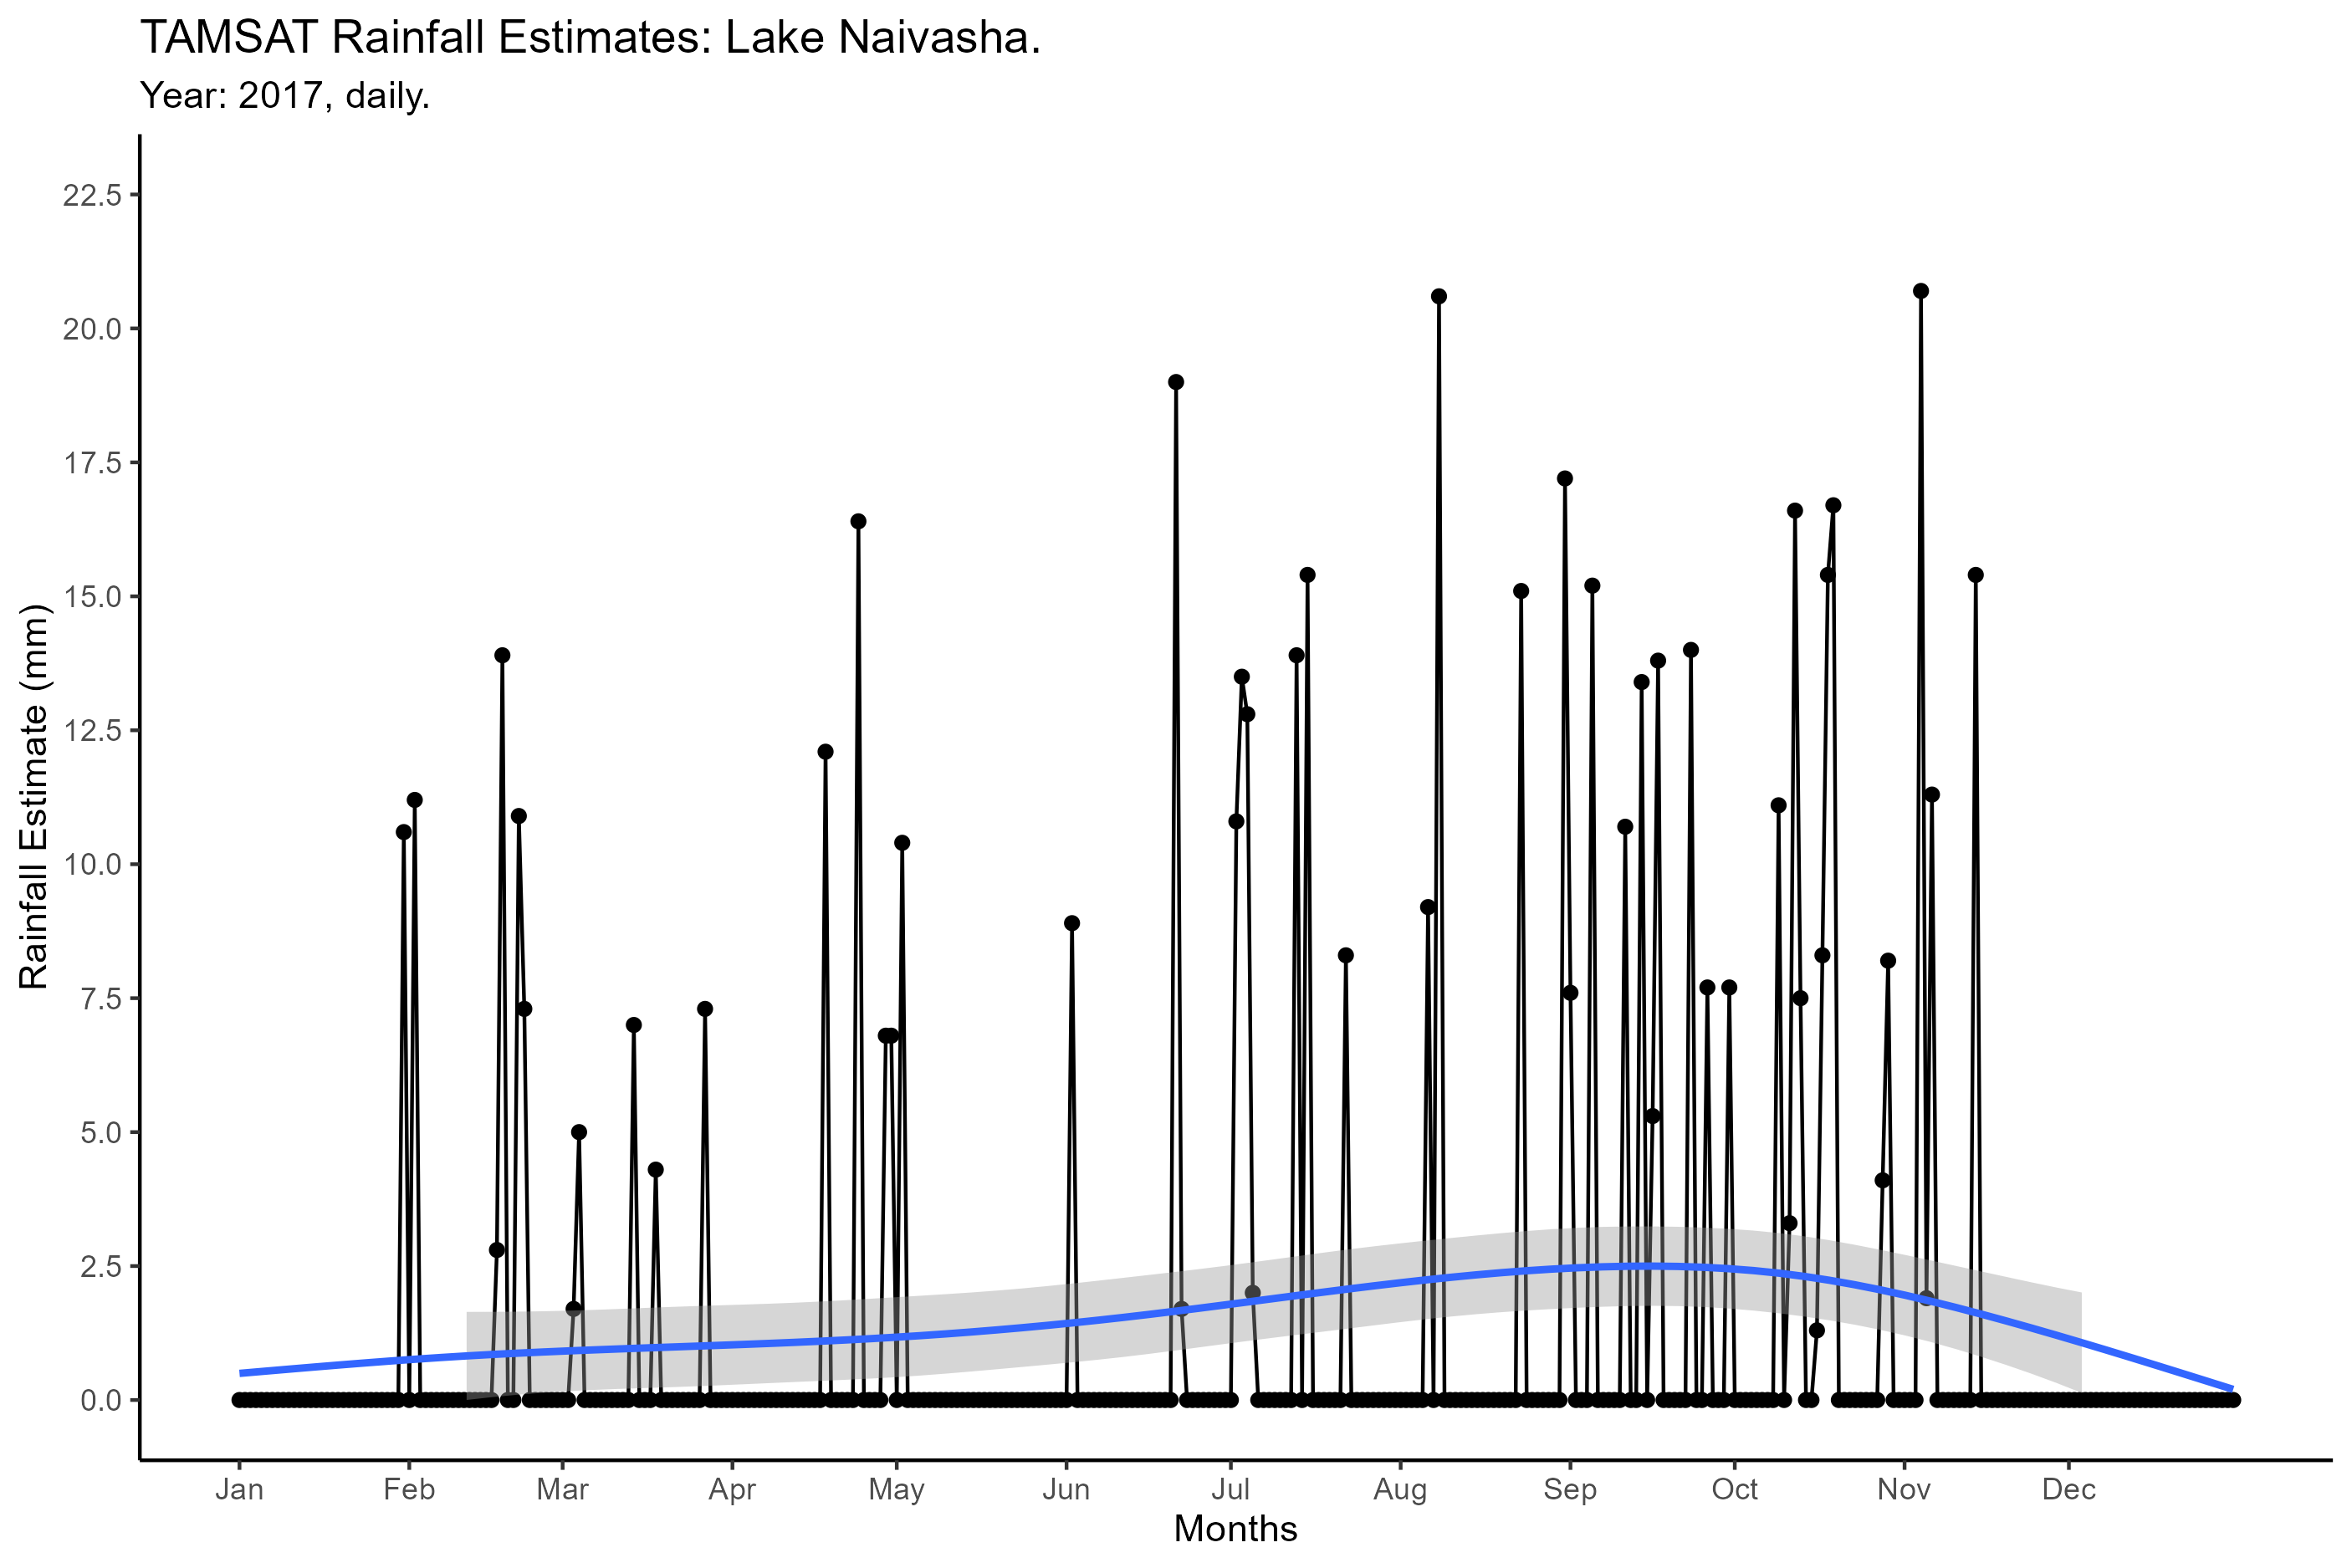 TAMSAT Rainfall Estimates: Lake Naivasha.
Year: 2017, daily.
Rainfall Estimate (mm)
22.5
20.0
17.5
15.0
12.5
10.0
7.5
5.0
2.5
0.0
Jan Feb Mar Apr May Jun Jul Aug Sep Oct Nov Dec
Months